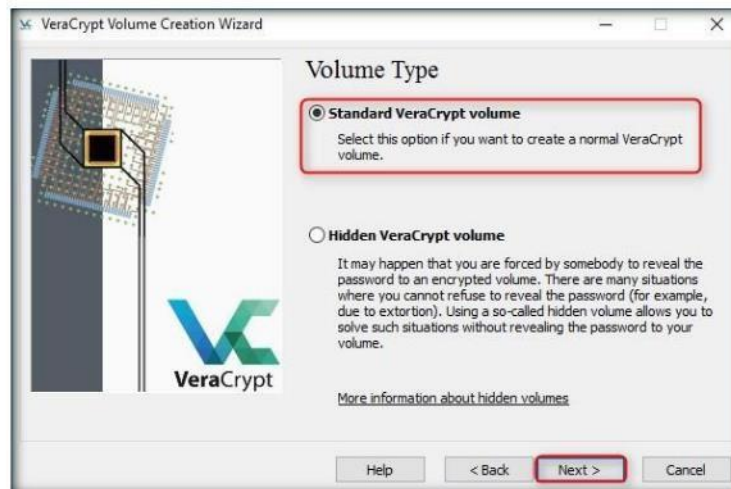 VeraCrypt Volume Creation Wizard
Volume Type
Standard VeraCrypt volume
Select this option if you want to create a normal VeraCrypt
volume.
Hidden VeraCrypt volume
It may happen that you are forced by somebody to reveal the
password to an encrypted volume. There are many situations
where you cannot refuse to reveal the password (for example,
due to extortion). Using a so-called hidden volume allows you to
solve such situations without revealing the password to your
volume.
VeraCrypt
More information about hidden volumes
Help
< Back
Next >
Cancel